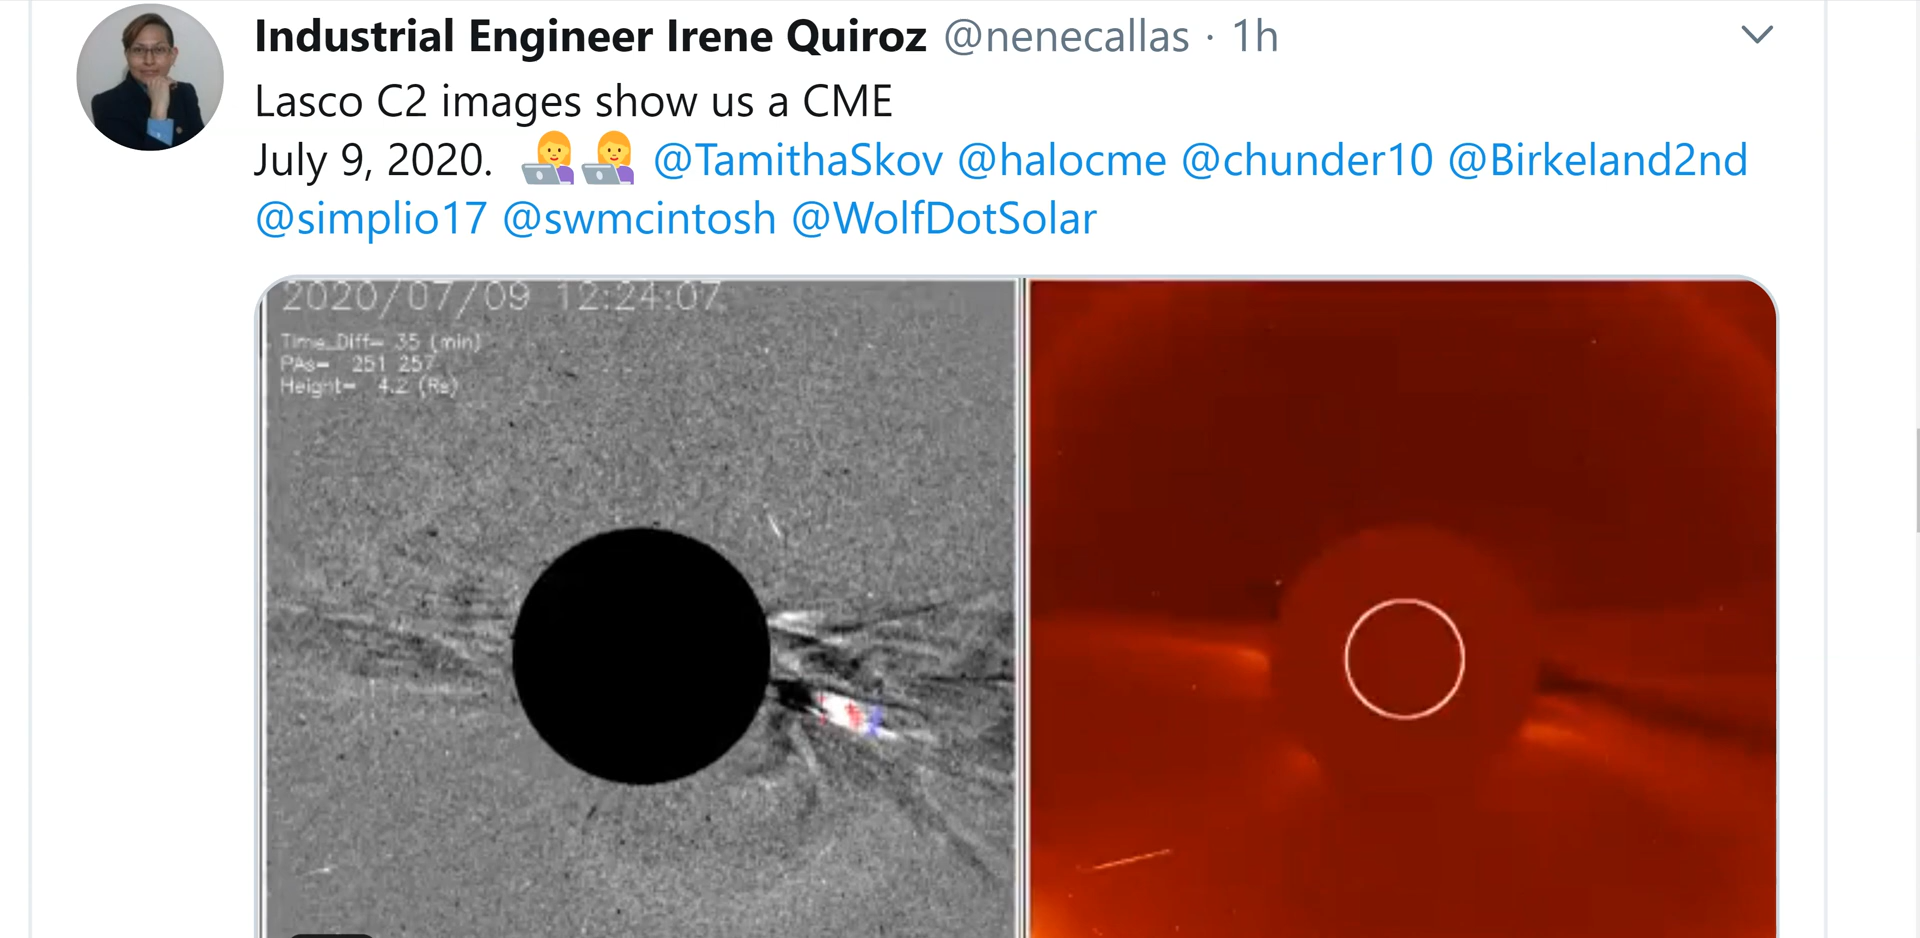 Industrial Engineer Irene Quiroz @nenecallas · 1h
Lasco C2 images show us a CME
July 9, 2020. 👩‍💻👩‍💻 @TamithaSkov @halocme @chunder10 @Birkeland2nd
@simplio17 @swmcintosh @WolfDotSolar
2020/07/09 12:24:07
Time_Diff= 35 (min)
PAs= 251 257
Height= 4.2 (Rs)